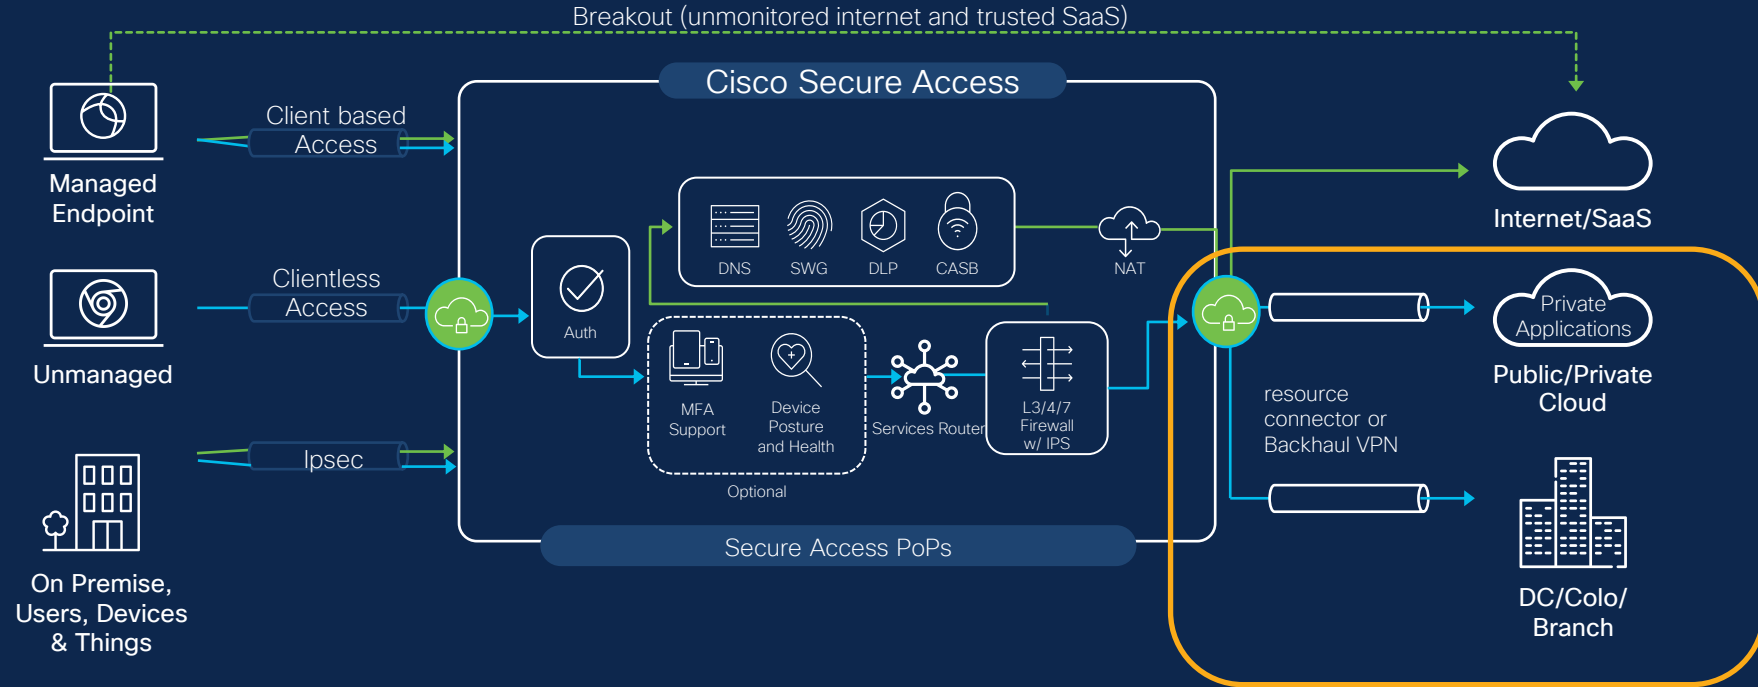 Breakout (unmonitored internet and trusted SaaS)
Cisco Secure Access
Managed
Endpoint
Client based
Access
Unmanaged
Clientless
Access
On Premise,
Users, Devices
& Things
Ipsec
Auth
DNS
SWG
DLP
CASB
NAT
MFA
Support
Device
Posture
and Health
Optional
Services Router
L3/4/7
Firewall
w/ IPS
Secure Access PoPs
Internet/SaaS
Private
Applications
Public/Private
Cloud
resource
connector or
Backhaul VPN
DC/Colo/
Branch